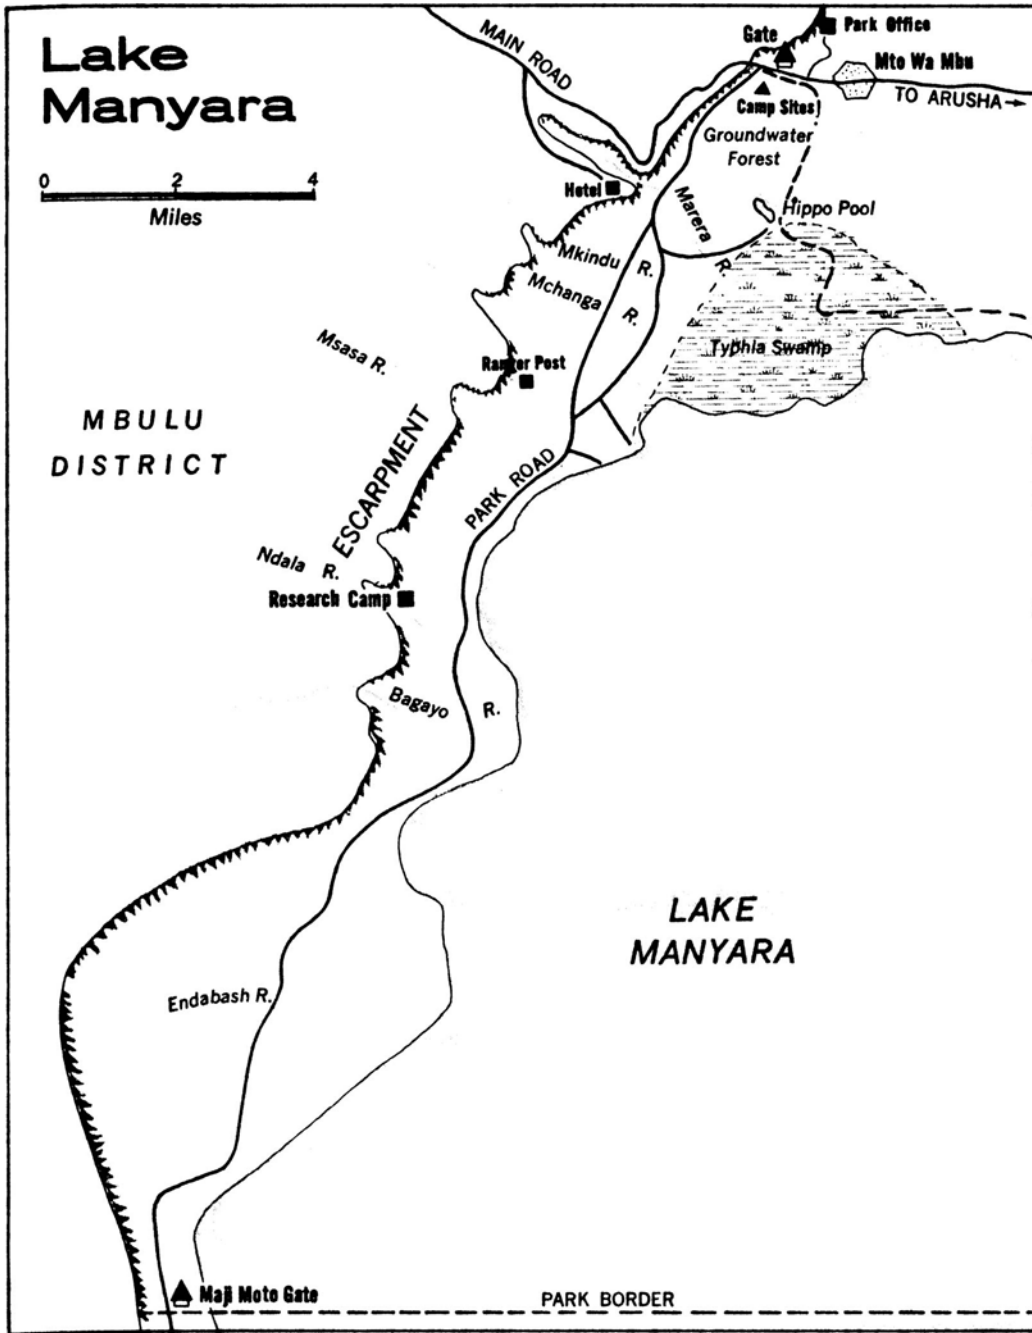 Lake
Manyara
0 2 4
Miles
MAIN ROAD
Gate
Park Office
Mto Wa Mbu
TO ARUSHA
Camp Sites
Groundwater
Forest
Hotel
Marera R.
Hippo Pool
Mkindu R.
Mchanga R.
Msasa R.
Ranger Post
Typhla Swamp
MBULU
DISTRICT
ESCARPMENT
PARK ROAD
Ndala R.
Research Camp
Bagayo R.
LAKE
MANYARA
Endabash R.
Maji Moto Gate
PARK BORDER